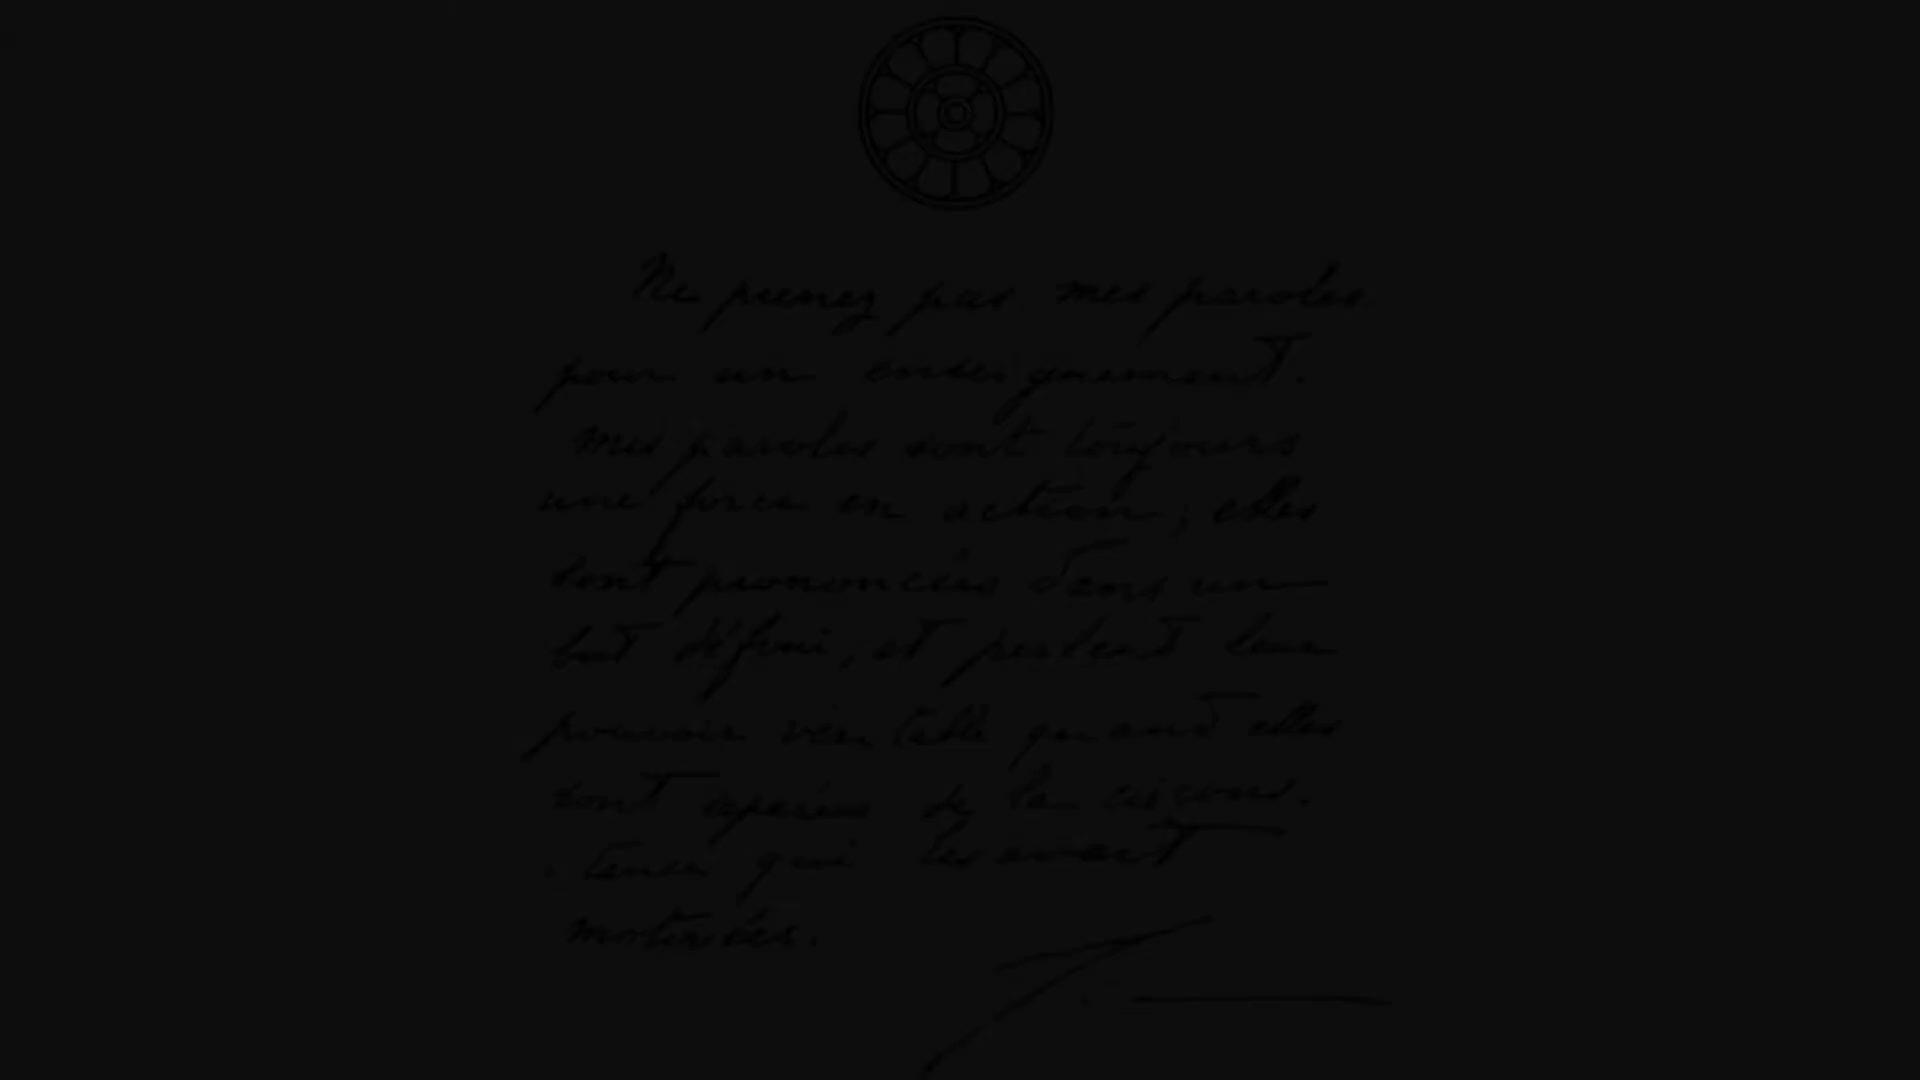 Ne prenez pas mes paroles
pour un enseignement.
Mes paroles sont toujours
une force en action, elles
sont prononcées dans un
but défini, et perdent leur
pouvoir véritable quand elles
sont séparées de la circons-
-tance qui les
motivées.